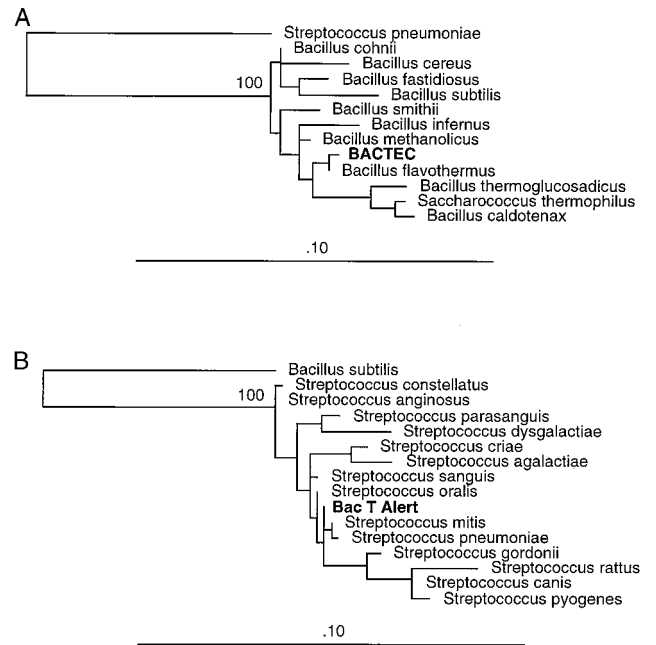 A
Streptococcus pneumoniae
Bacillus cohnii
Bacillus cereus
100
Bacillus fastidiosus
Bacillus subtilis
Bacillus smithii
Bacillus infernus
Bacillus methanolicus
BACTEC
Bacillus flavothermus
Bacillus thermoglucosadicus
Saccharococcus thermophilus
Bacillus caldotenax
.10
B
Bacillus subtilis
Streptococcus constellatus
100
Streptococcus anginosus
Streptococcus parasanguis
Streptococcus dysgalactiae
Streptococcus criae
Streptococcus agalactiae
Streptococcus sanguis
Streptococcus oralis
Bac T Alert
Streptococcus mitis
Streptococcus pneumoniae
Streptococcus gordonii
Streptococcus rattus
Streptococcus canis
Streptococcus pyogenes
.10